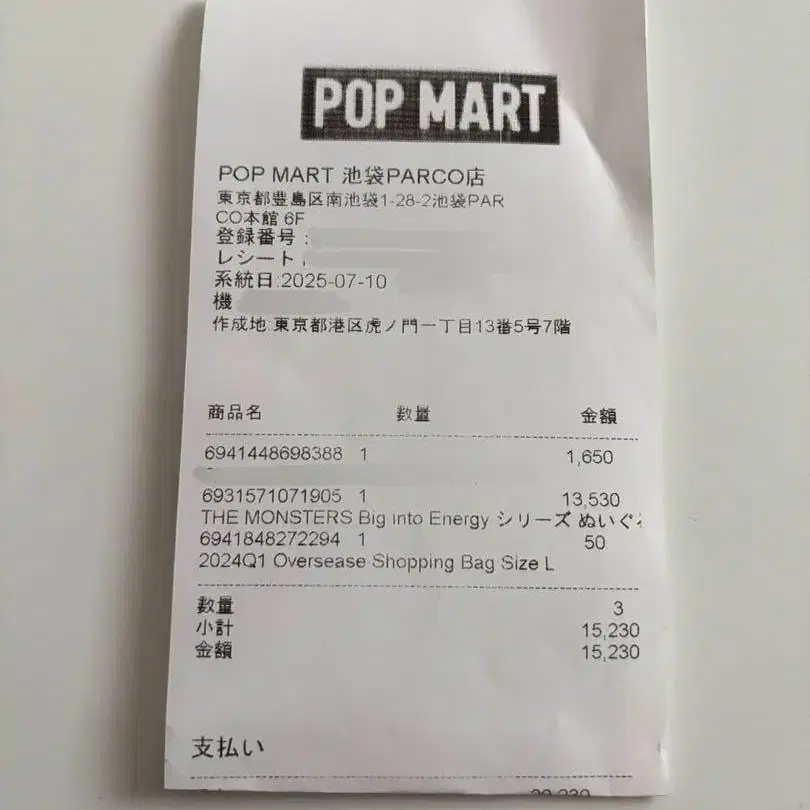 POP MART
POP MART 池袋PARCO店
東京都豊島区南池袋1-28-2池袋PAR
CO本館 6F
登録番号 :
レシート
系統日:2025-07-10
機
作成地:東京都港区虎ノ門一丁目13番5号7階
商品名 数量 金額
6941448698388 1 1,650
6931571071905 1 13,530
THE MONSTERS Big into Energy シリーズ ぬいぐ
6941848272294 1 50
2024Q1 Oversease Shopping Bag Size L
数量 3
小計 15,230
金額 15,230
支払い